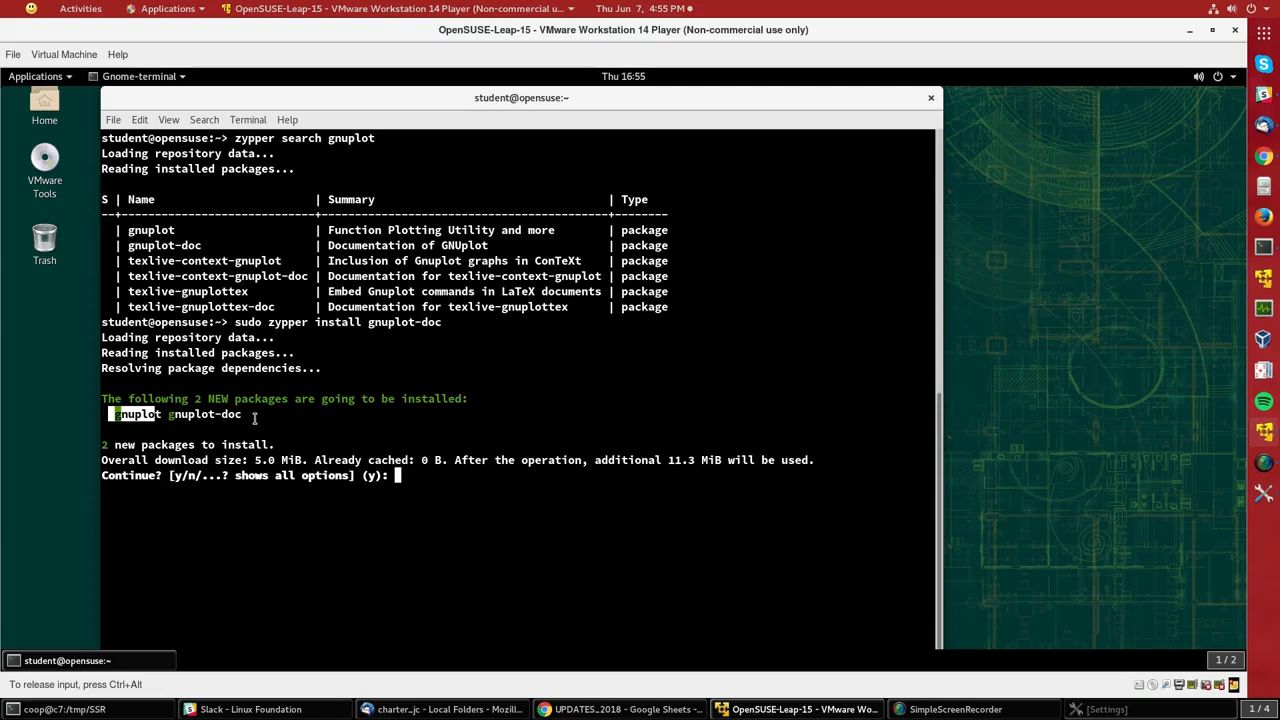 Activities Applications OpenSUSE-Leap-15 - VMware Workstation 14 Player (Non-commercial u... Thu Jun 7, 4:55 PM
OpenSUSE-Leap-15 - VMware Workstation 14 Player (Non-commercial use only)
File Virtual Machine Help
Applications Gnome-terminal Thu 16:55
student@opensuse:~
File Edit View Search Terminal Help
Home
VMware Tools
Trash
student@opensuse:~> zypper search gnuplot
Loading repository data...
Reading installed packages...
S | Name | Summary | Type
--+-----------------------------+-------------------------------------------+--------
| gnuplot | Function Plotting Utility and more | package
| gnuplot-doc | Documentation of GNUplot | package
| texlive-context-gnuplot | Inclusion of Gnuplot graphs in ConTeXt | package
| texlive-context-gnuplot-doc | Documentation for texlive-context-gnuplot | package
| texlive-gnuplottex | Embed Gnuplot commands in LaTeX documents | package
| texlive-gnuplottex-doc | Documentation for texlive-gnuplottex | package
student@opensuse:~> sudo zypper install gnuplot-doc
Loading repository data...
Reading installed packages...
Resolving package dependencies...
The following 2 NEW packages are going to be installed:
gnuplot gnuplot-doc
2 new packages to install.
Overall download size: 5.0 MiB. Already cached: 0 B. After the operation, additional 11.3 MiB will be used.
Continue? [y/n/...? shows all options] (y):
student@opensuse:~ 1 / 2
To release input, press Ctrl+Alt
coop@c7:/tmp/SSR Slack - Linux Foundation charter_jc - Local Folders - Mozill... UPDATES_2018 - Google Sheets -... OpenSUSE-Leap-15 - VMware Wo... SimpleScreenRecorder [Settings] 1 / 4